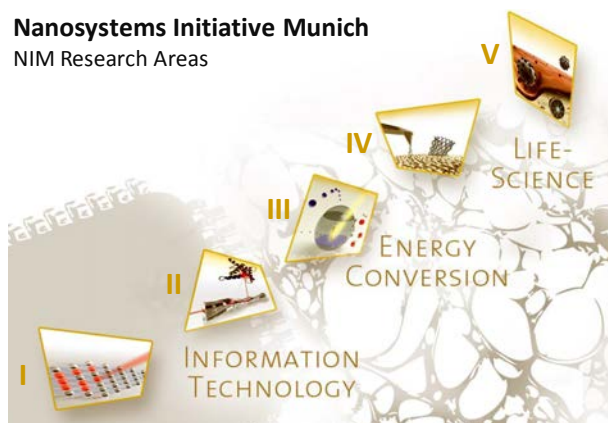 Nanosystems Initiative Munich
NIM Research Areas
V
IV
LIFE-
SCIENCE
III
ENERGY
CONVERSION
II
INFORMATION
TECHNOLOGY
I